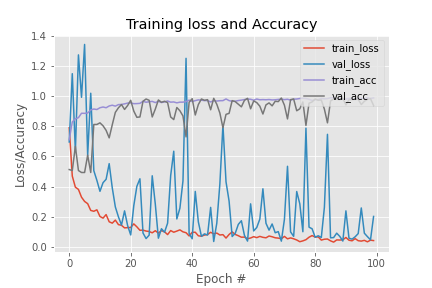 Training loss and Accuracy
1.4
1.2
1.0
0.8
0.6
0.4
0.2
0.0
Loss/Accuracy
train_loss
val_loss
train_acc
val_acc
0 20 40 60 80 100
Epoch #